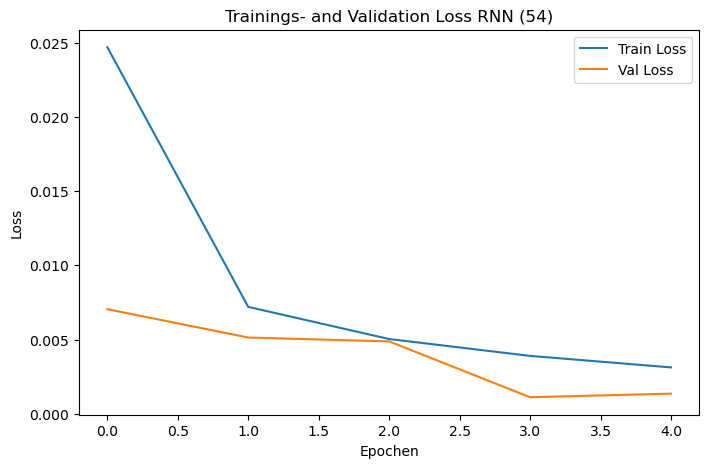 Trainings- and Validation Loss RNN (54)
Train Loss
Val Loss
0.025
0.020
0.015
0.010
0.005
0.000
Loss
0.0 0.5 1.0 1.5 2.0 2.5 3.0 3.5 4.0
Epochen